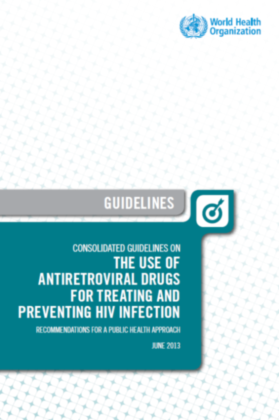 World Health
Organization
GUIDELINES
CONSOLIDATED GUIDELINES ON
THE USE OF
ANTIRETROVIRAL DRUGS
FOR TREATING AND
PREVENTING HIV INFECTION
RECOMMENDATIONS FOR A PUBLIC HEALTH APPROACH
JUNE 2013